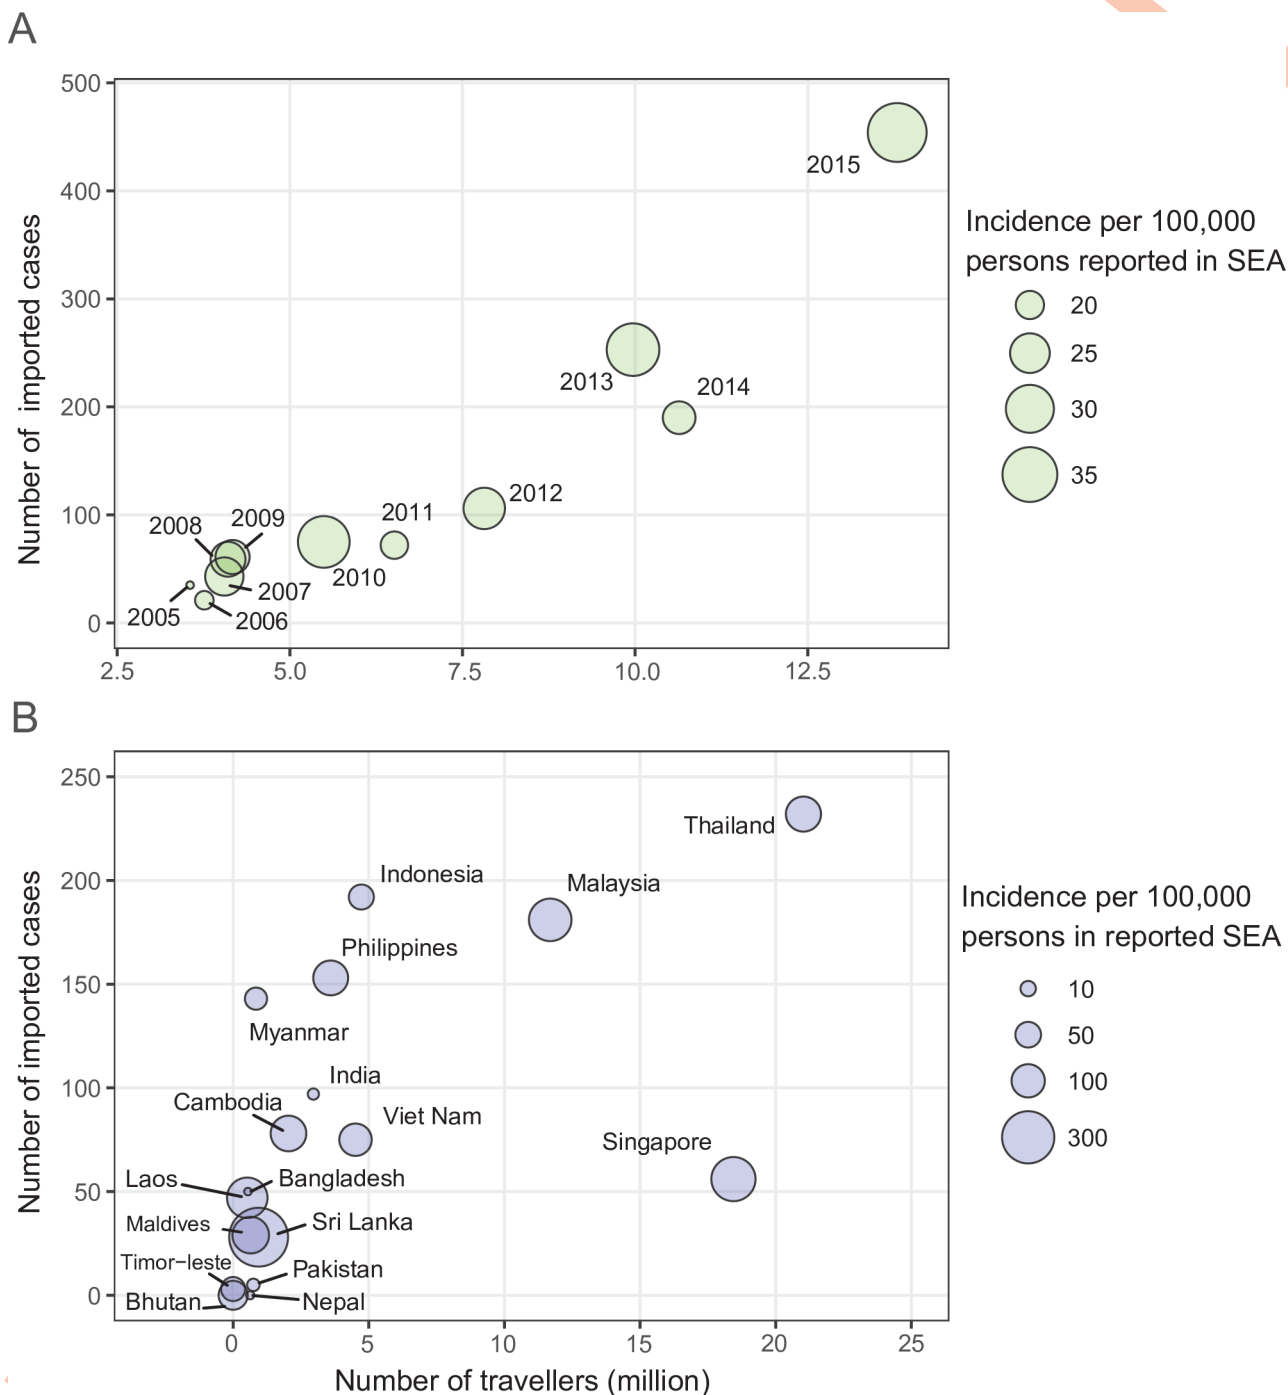 A
500
400
300
200
100
0
Number of imported cases
2015
2013
2014
2012
2011
2010
2009
2008
2007
2005
2006
2.5
5.0
7.5
10.0
12.5
Incidence per 100,000
persons reported in SEA
20
25
30
35
B
250
200
150
100
50
0
Number of imported cases
Thailand
Indonesia
Malaysia
Philippines
Myanmar
India
Cambodia
Viet Nam
Singapore
Laos
Bangladesh
Maldives
Sri Lanka
Timor−leste
Pakistan
Bhutan
Nepal
0
5
10
15
20
25
Number of travellers (million)
Incidence per 100,000
persons in reported SEA
10
50
100
300